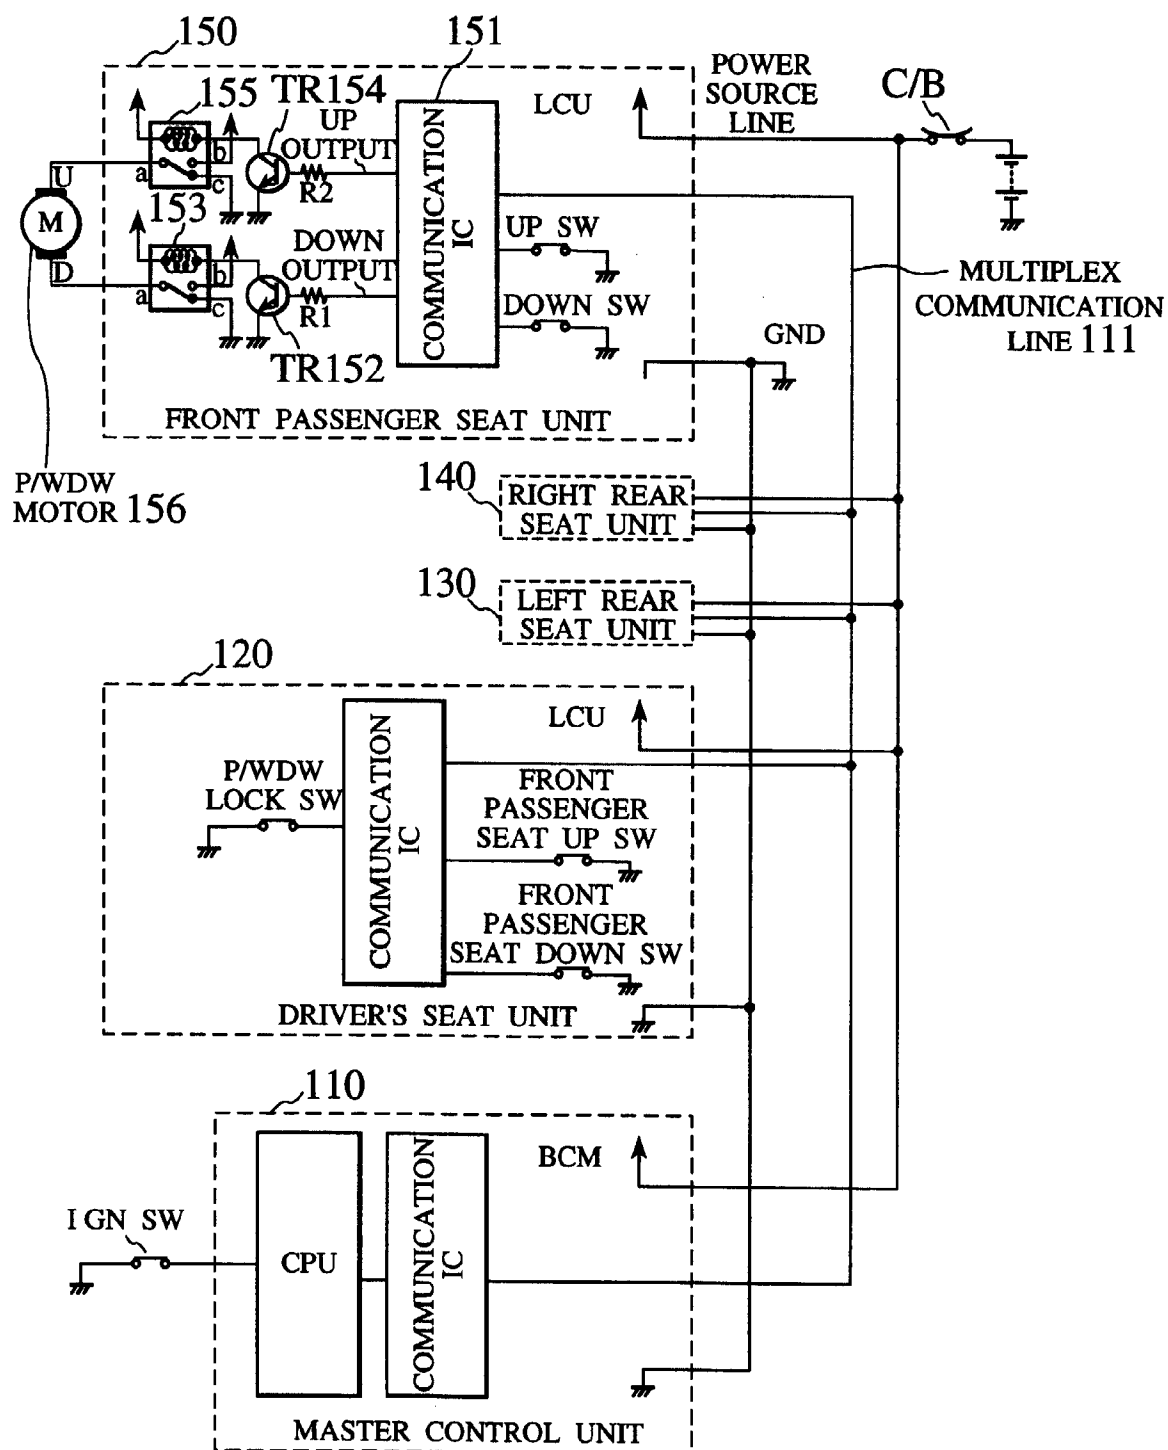 150
151
155
TR154
UP
OUTPUT
LCU
POWER
SOURCE
LINE
C/B
b
a
c
U
R2
M
153
DOWN
OUTPUT
COMMUNICATION
IC
UP SW
D
b
a
c
R1
DOWN SW
TR152
GND
MULTIPLEX
COMMUNICATION
LINE 111
FRONT PASSENGER SEAT UNIT
P/WDW
MOTOR 156
140
RIGHT REAR
SEAT UNIT
130
LEFT REAR
SEAT UNIT
120
LCU
P/WDW
LOCK SW
COMMUNICATION
IC
FRONT
PASSENGER
SEAT UP SW
FRONT
PASSENGER
SEAT DOWN SW
DRIVER'S SEAT UNIT
110
BCM
I GN SW
CPU
COMMUNICATION
IC
MASTER CONTROL UNIT